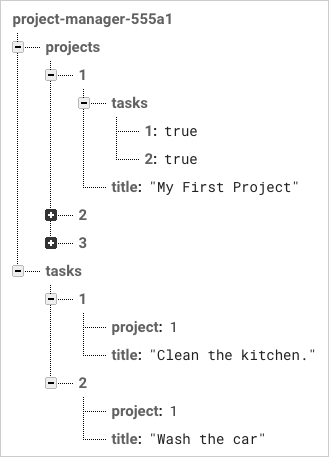 project-manager-555a1
projects
1
tasks
1: true
2: true
title: "My First Project"
2
3
tasks
1
project: 1
title: "Clean the kitchen."
2
project: 1
title: "Wash the car"